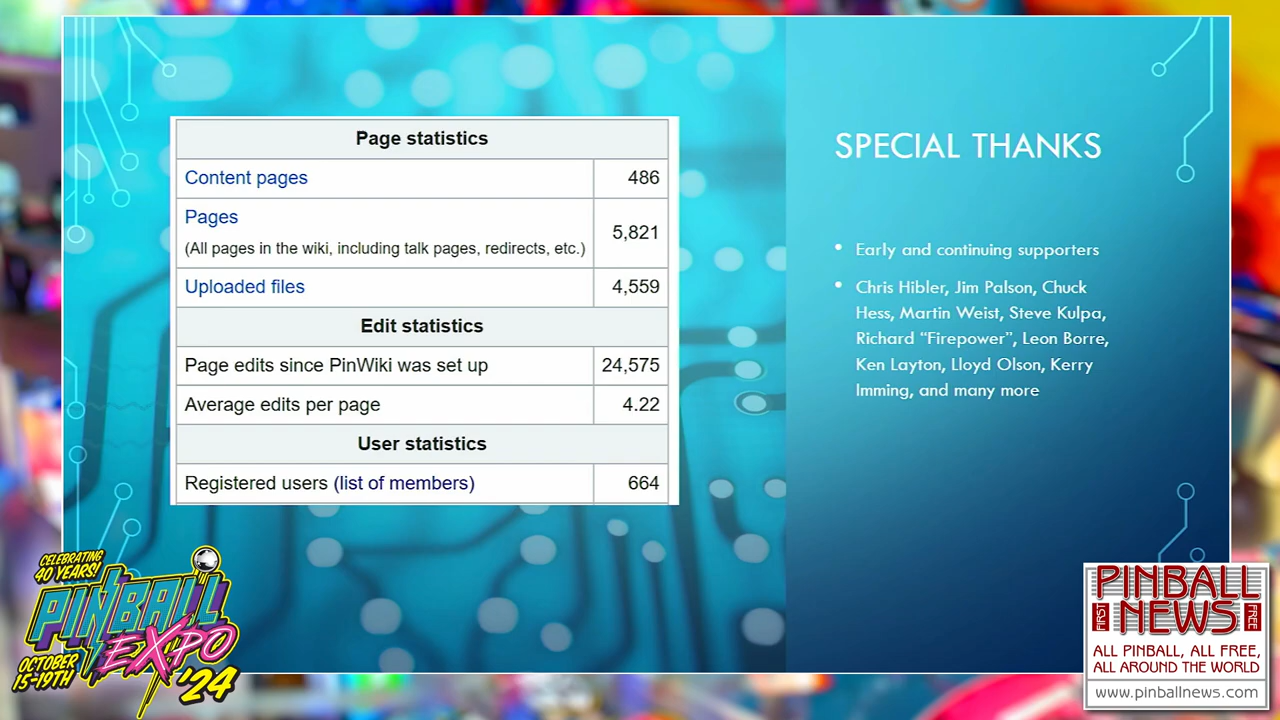 Page statistics
Content pages 486
Pages
(All pages in the wiki, including talk pages, redirects, etc.) 5,821
Uploaded files 4,559
Edit statistics
Page edits since PinWiki was set up 24,575
Average edits per page 4.22
User statistics
Registered users (list of members) 664
SPECIAL THANKS
• Early and continuing supporters
• Chris Hibler, Jim Palson, Chuck
Hess, Martin Weist, Steve Kulpa,
Richard “Firepower”, Leon Borre,
Ken Layton, Lloyd Olson, Kerry
Imming, and many more
CELEBRATING
40 YEARS!
PINBALL
EXPO
OCTOBER
15-19TH
'24
PINBALL
FIRST NEWS FREE
ALL PINBALL, ALL FREE,
ALL AROUND THE WORLD
www.pinballnews.com